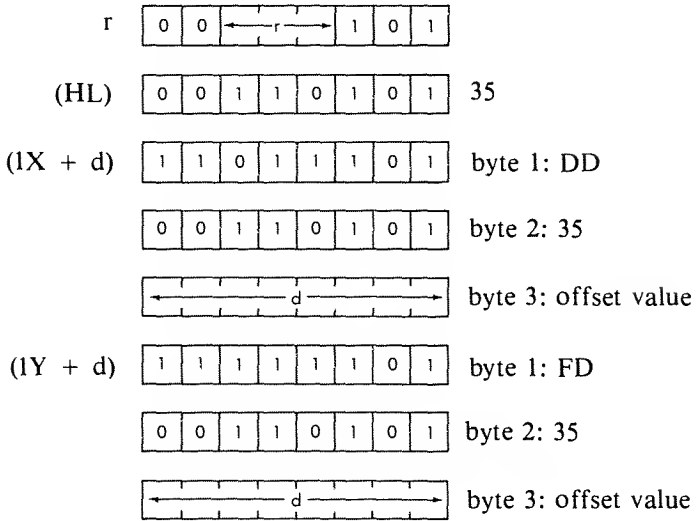 r 0 0 r 1 0 1
(HL) 0 0 1 1 0 1 0 1 35
(1X + d) 1 1 0 1 1 1 0 1 byte 1: DD
0 0 1 1 0 1 0 1 byte 2: 35
d byte 3: offset value
(1Y + d) 1 1 1 1 1 1 0 1 byte 1: FD
0 0 1 1 0 1 0 1 byte 2: 35
d byte 3: offset value